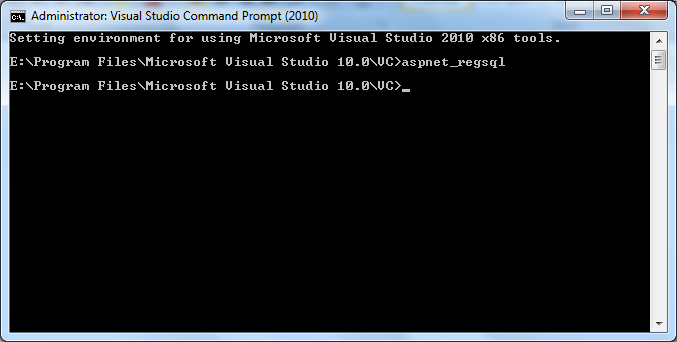 Administrator: Visual Studio Command Prompt (2010)
Setting environment for using Microsoft Visual Studio 2010 x86 tools.
E:\Program Files\Microsoft Visual Studio 10.0\VC>aspnet_regsql
E:\Program Files\Microsoft Visual Studio 10.0\VC>_